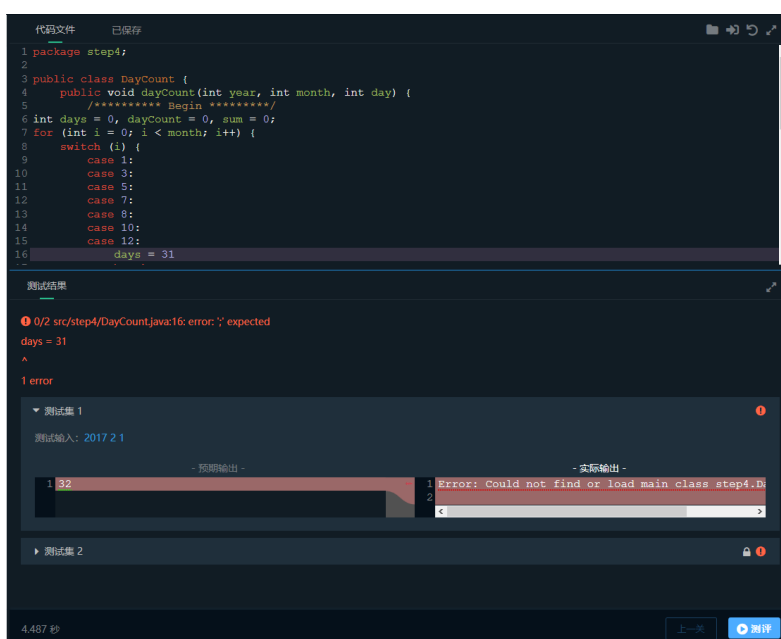 代码文件 已保存
1 package step4;
2
3 public class DayCount {
4 public void dayCount(int year, int month, int day) {
5 /********** Begin *********/
6 int days = 0, dayCount = 0, sum = 0;
7 for (int i = 0; i < month; i++) {
8 switch (i) {
9 case 1:
10 case 3:
11 case 5:
12 case 7:
13 case 8:
14 case 10:
15 case 12:
16 days = 31
测试结果
0/2 src/step4/DayCount.java:16: error: ';' expected
days = 31
^
1 error
测试集 1
测试输入：2017 2 1
- 预期输出 - - 实际输出 -
1 32 1 Error: Could not find or load main class step4.Da
2
测试集 2
4.487 秒 上一关 测评